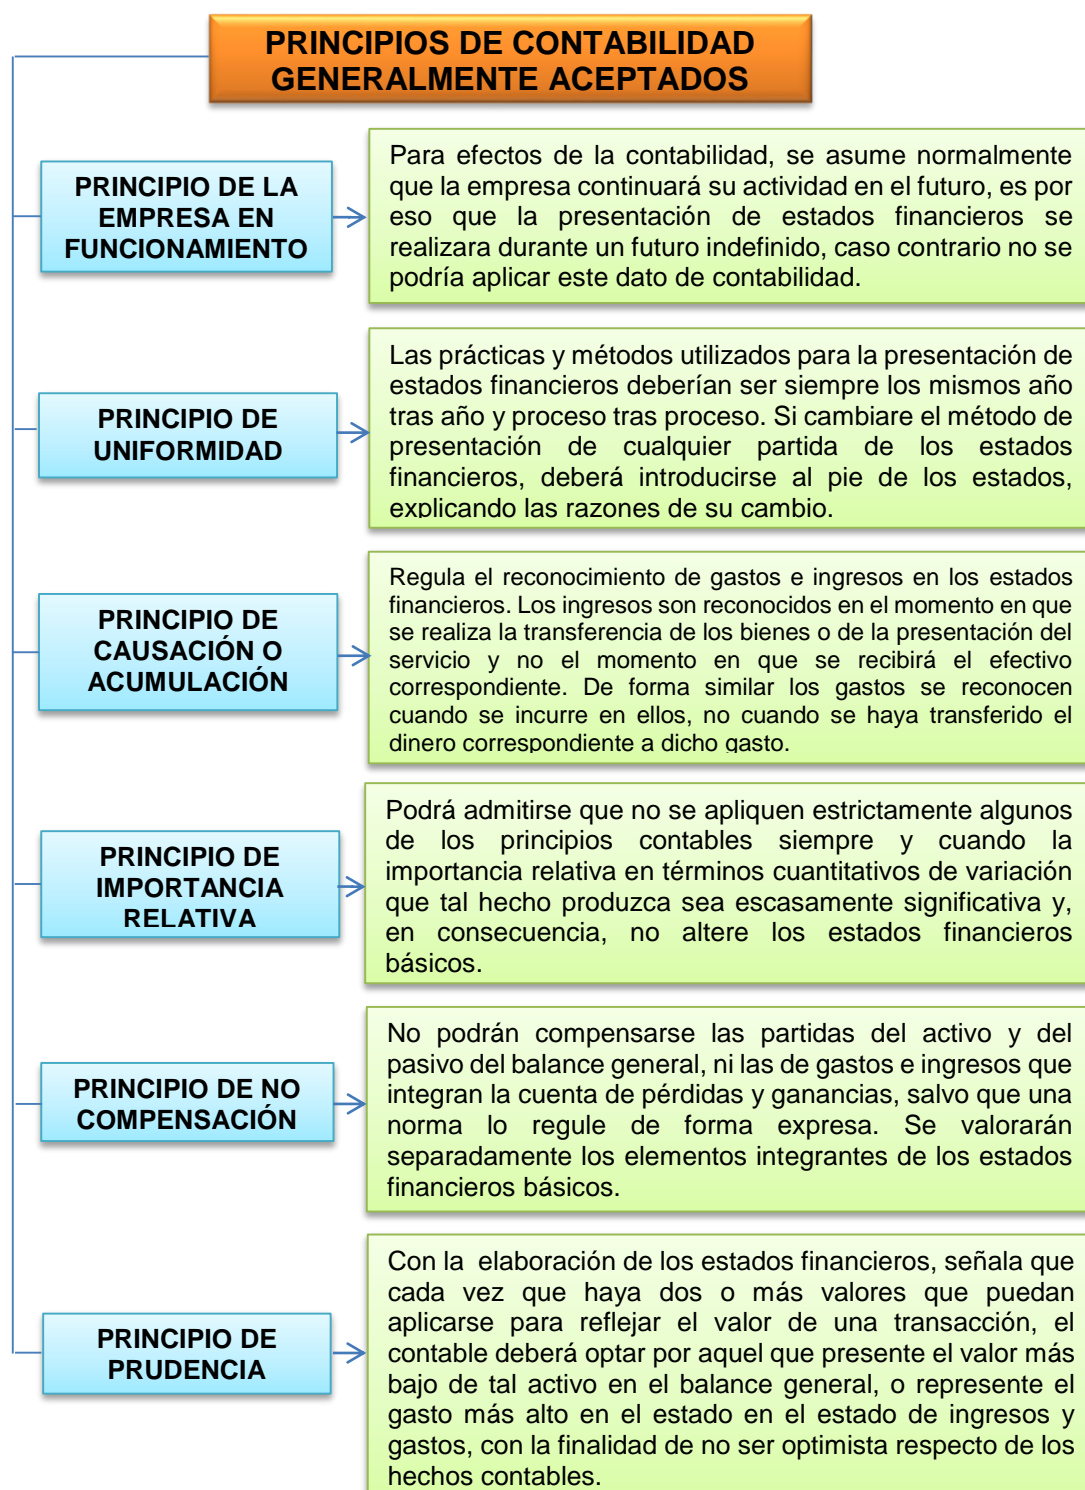 PRINCIPIOS DE CONTABILIDAD
GENERALMENTE ACEPTADOS
PRINCIPIO DE LA
EMPRESA EN
FUNCIONAMIENTO
Para efectos de la contabilidad, se asume normalmente
que la empresa continuará su actividad en el futuro, es por
eso que la presentación de estados financieros se
realizara durante un futuro indefinido, caso contrario no se
podría aplicar este dato de contabilidad.
PRINCIPIO DE
UNIFORMIDAD
Las prácticas y métodos utilizados para la presentación de
estados financieros deberían ser siempre los mismos año
tras año y proceso tras proceso. Si cambiare el método de
presentación de cualquier partida de los estados
financieros, deberá introducirse al pie de los estados,
explicando las razones de su cambio.
PRINCIPIO DE
CAUSACIÓN O
ACUMULACIÓN
Regula el reconocimiento de gastos e ingresos en los estados
financieros. Los ingresos son reconocidos en el momento en que
se realiza la transferencia de los bienes o de la presentación del
servicio y no el momento en que se recibirá el efectivo
correspondiente. De forma similar los gastos se reconocen
cuando se incurre en ellos, no cuando se haya transferido el
dinero correspondiente a dicho gasto.
PRINCIPIO DE
IMPORTANCIA
RELATIVA
Podrá admitirse que no se apliquen estrictamente algunos
de los principios contables siempre y cuando la
importancia relativa en términos cuantitativos de variación
que tal hecho produzca sea escasamente significativa y,
en consecuencia, no altere los estados financieros
básicos.
PRINCIPIO DE NO
COMPENSACIÓN
No podrán compensarse las partidas del activo y del
pasivo del balance general, ni las de gastos e ingresos que
integran la cuenta de pérdidas y ganancias, salvo que una
norma lo regule de forma expresa. Se valorarán
separadamente los elementos integrantes de los estados
financieros básicos.
PRINCIPIO DE
PRUDENCIA
Con la elaboración de los estados financieros, señala que
cada vez que haya dos o más valores que puedan
aplicarse para reflejar el valor de una transacción, el
contable deberá optar por aquel que presente el valor más
bajo de tal activo en el balance general, o represente el
gasto más alto en el estado en el estado de ingresos y
gastos, con la finalidad de no ser optimista respecto de los
hechos contables.